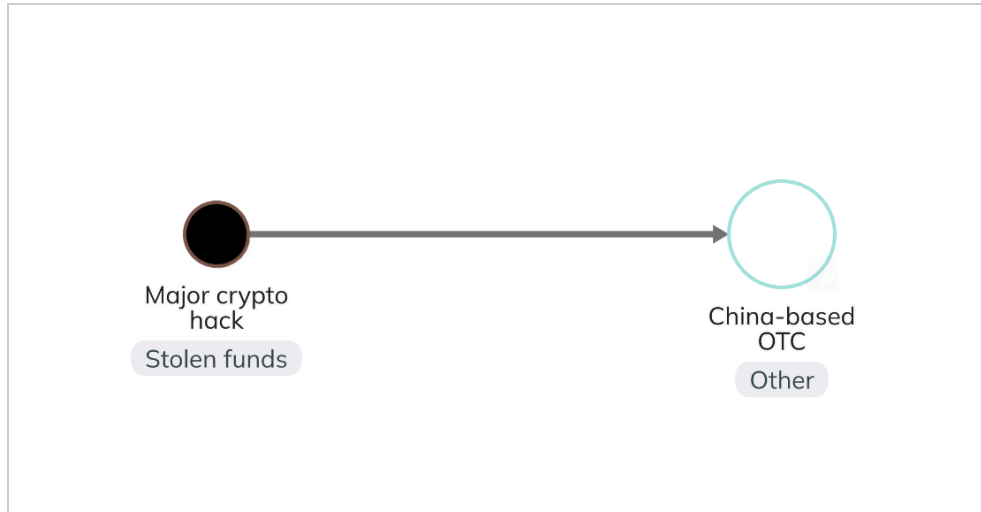 Major crypto
hack
Stolen funds
China-based
OTC
Other